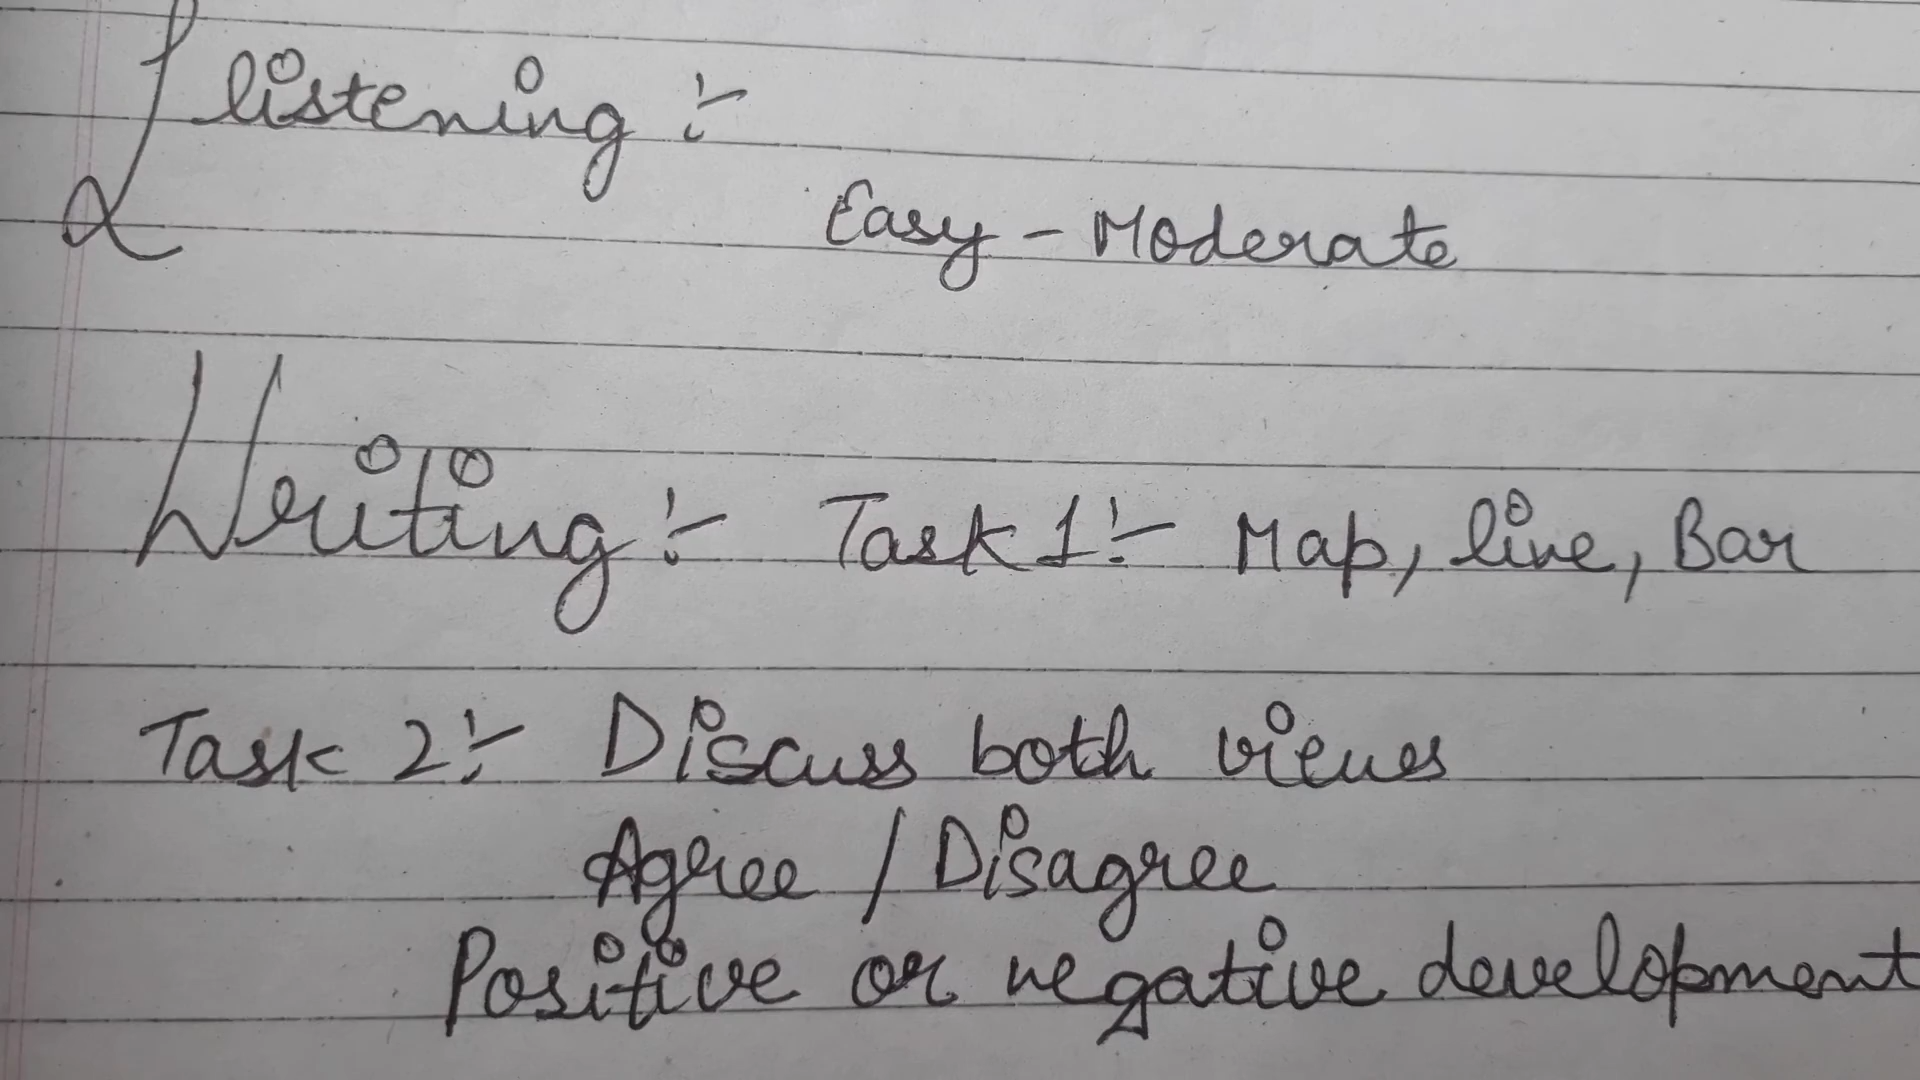 listening :-
Easy - Moderate
Writing :- Task 1 :- Map, line, Bar
Task 2 :- Discuss both views
Agree / Disagree
Positive or negative development